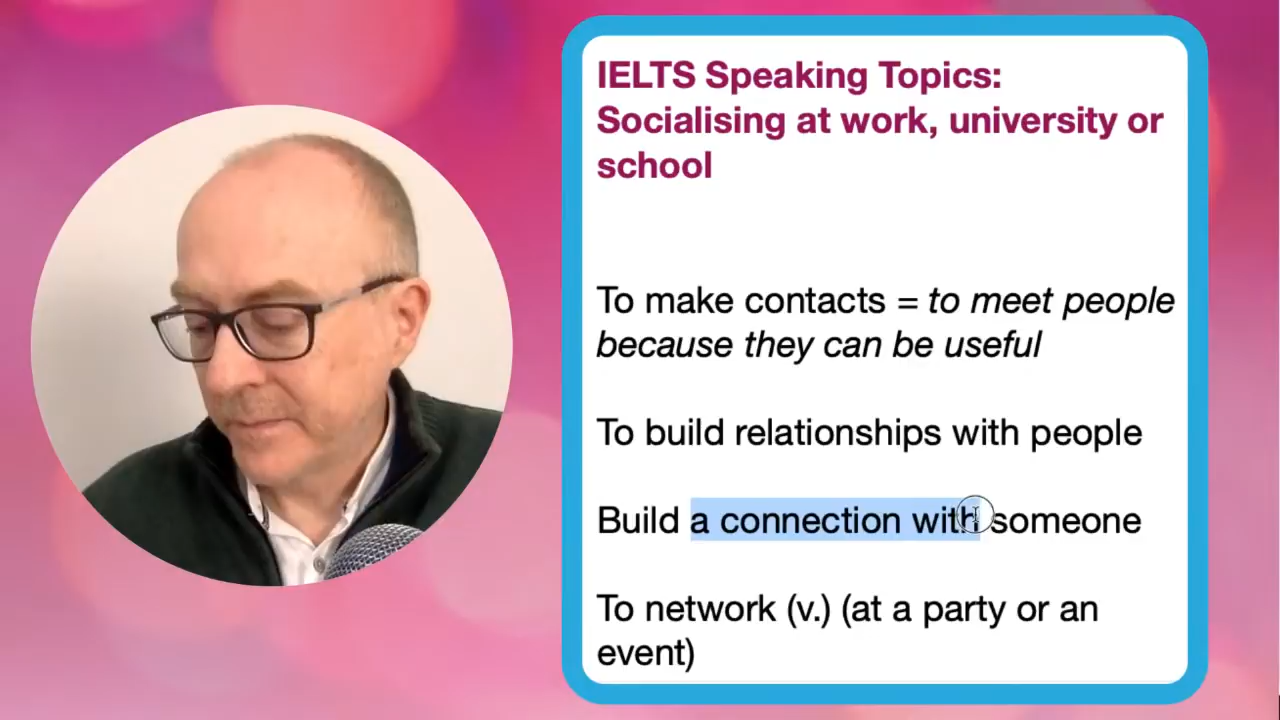 IELTS Speaking Topics:
Socialising at work, university or
school
To make contacts = to meet people
because they can be useful
To build relationships with people
Build a connection with someone
To network (v.) (at a party or an
event)